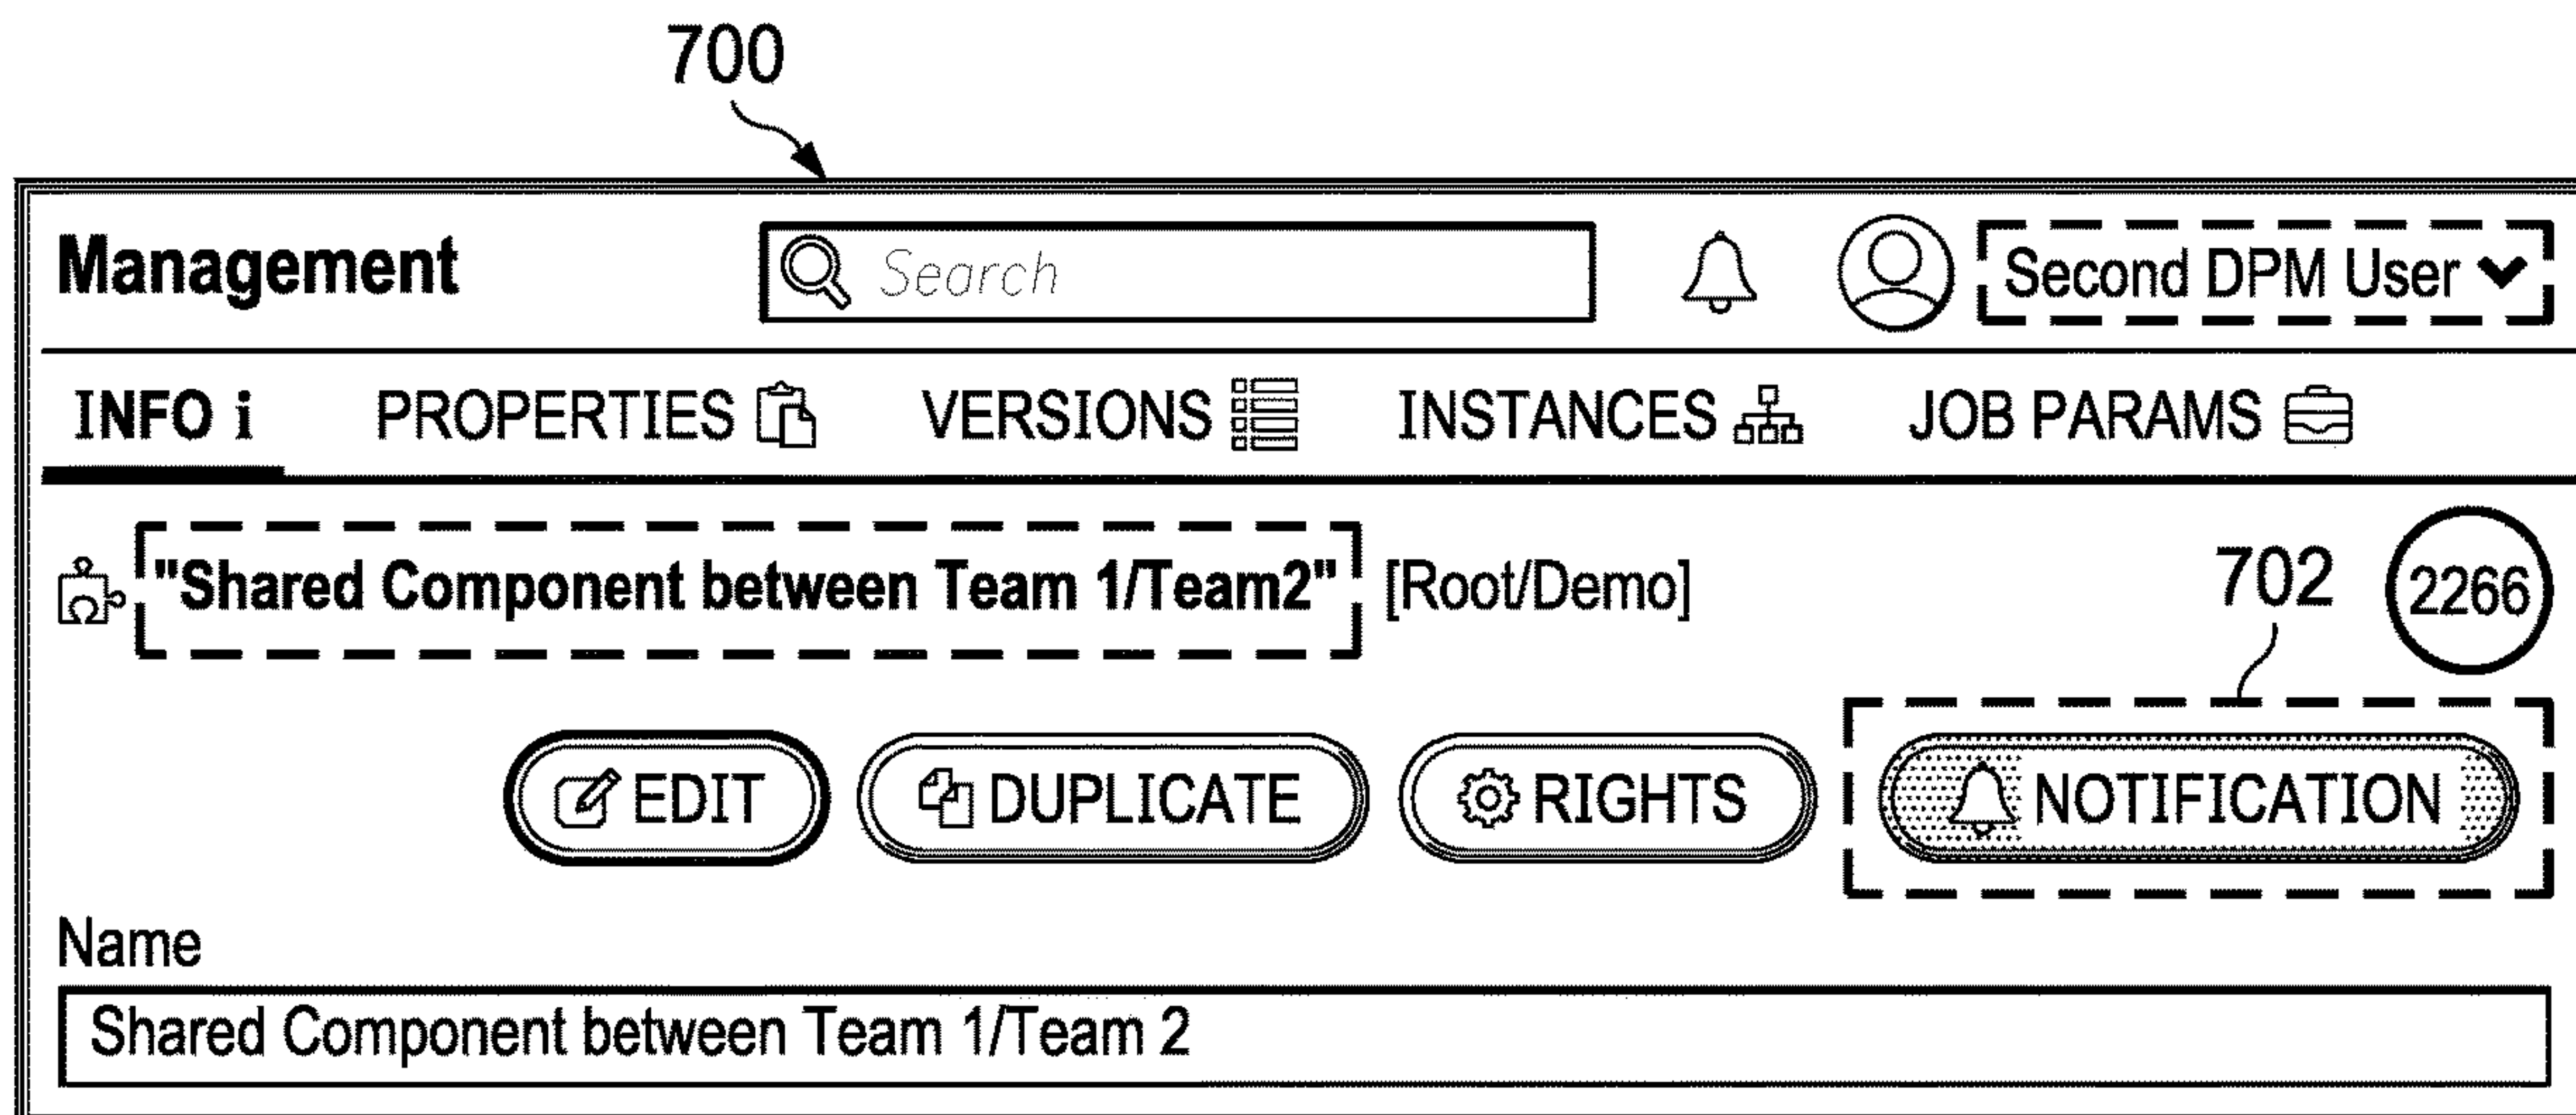 700
Management Search Second DPM User
INFO i PROPERTIES VERSIONS INSTANCES JOB PARAMS
"Shared Component between Team 1/Team2" [Root/Demo] 702 2266
EDIT DUPLICATE RIGHTS NOTIFICATION
Name
Shared Component between Team 1/Team 2